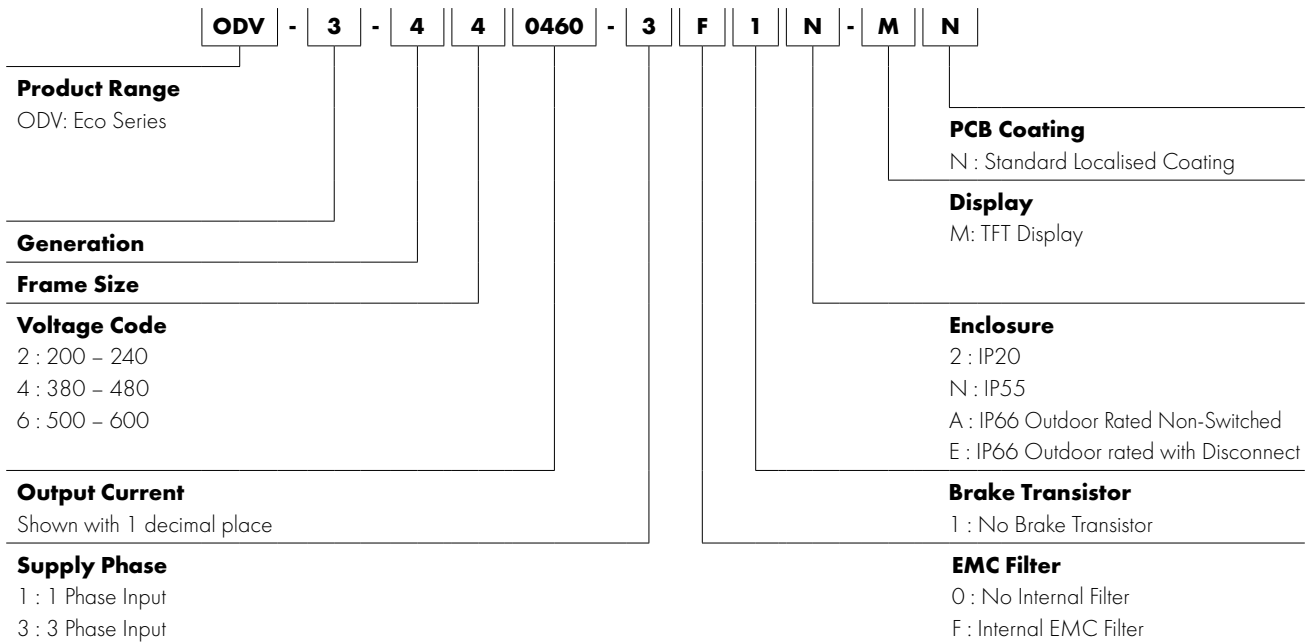 ODV - 3 - 4 4 0460 - 3 F 1 N - M N
Product Range
ODV: Eco Series
Generation
Frame Size
Voltage Code
2 : 200 – 240
4 : 380 – 480
6 : 500 – 600
Output Current
Shown with 1 decimal place
Supply Phase
1 : 1 Phase Input
3 : 3 Phase Input
PCB Coating
N : Standard Localised Coating
Display
M: TFT Display
Enclosure
2 : IP20
N : IP55
A : IP66 Outdoor Rated Non-Switched
E : IP66 Outdoor rated with Disconnect
Brake Transistor
1 : No Brake Transistor
EMC Filter
0 : No Internal Filter
F : Internal EMC Filter